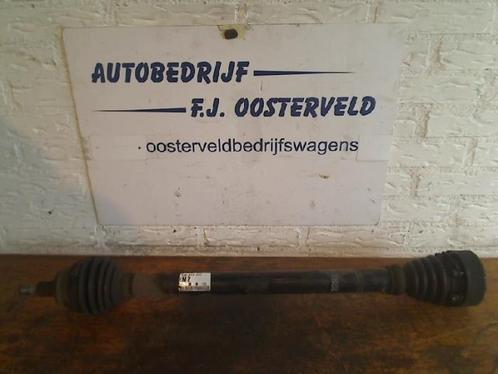 AUTOBEDRIJF
F.J. OOSTERVELD
· oosterveldbedrijfswagens